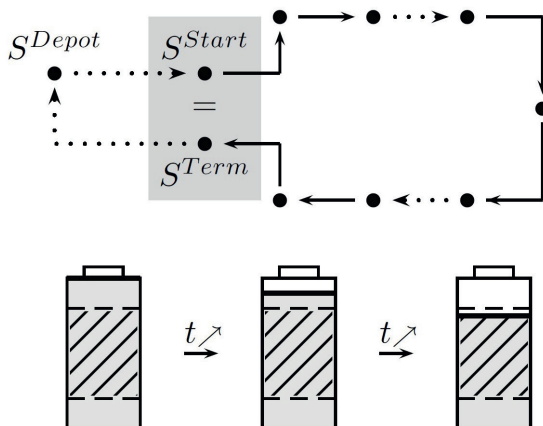 S^{Depot}
S^{Start}
=
S^{Term}
t↗
t↗